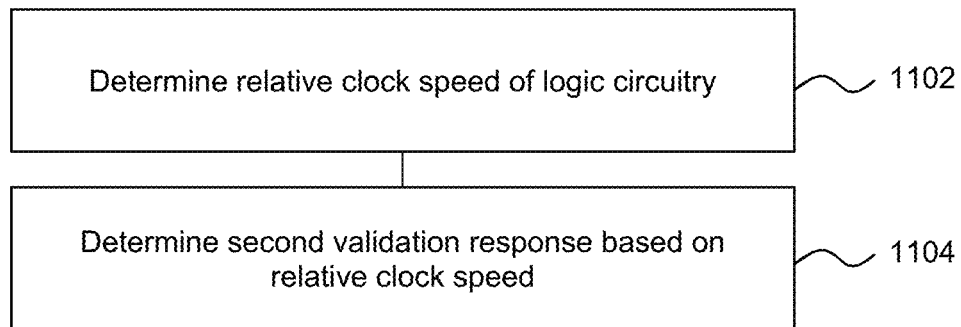 Determine relative clock speed of logic circuitry
1102
Determine second validation response based on
relative clock speed
1104